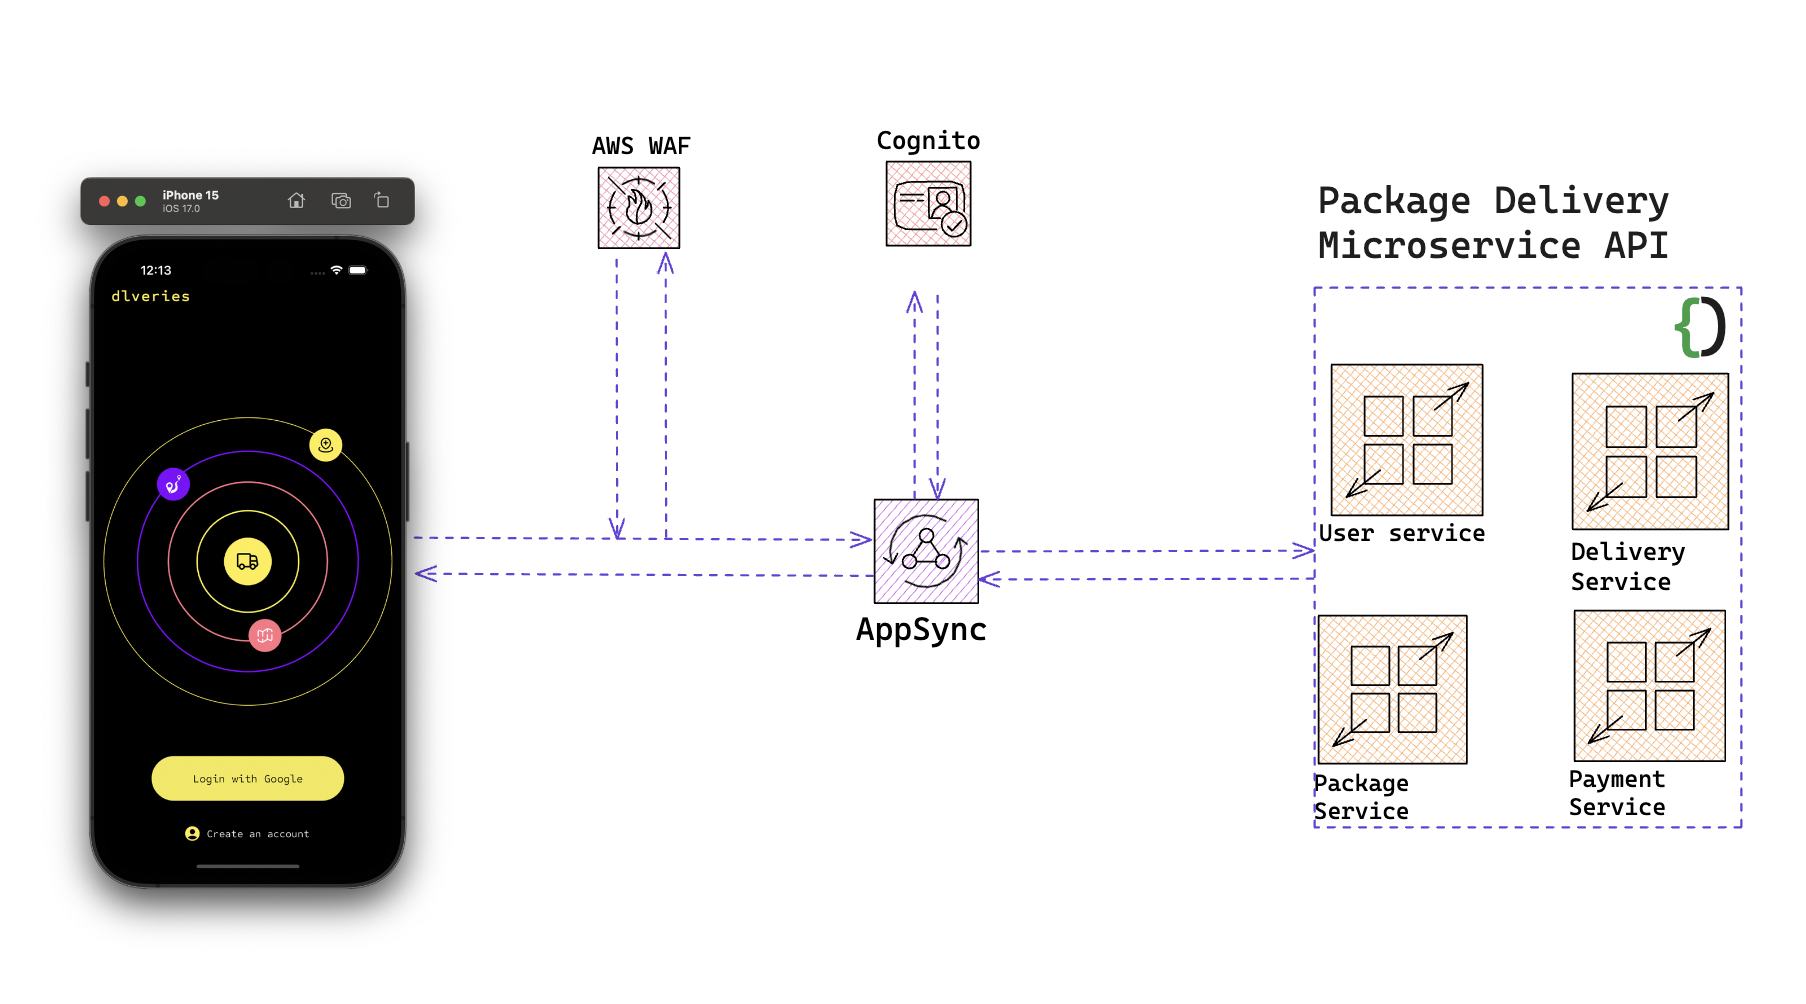 iPhone 15
iOS 17.0
12:13
dlveries
Login with Google
Create an account
AWS WAF
Cognito
AppSync
Package Delivery
Microservice API
User service
Delivery
Service
Package
Service
Payment
Service